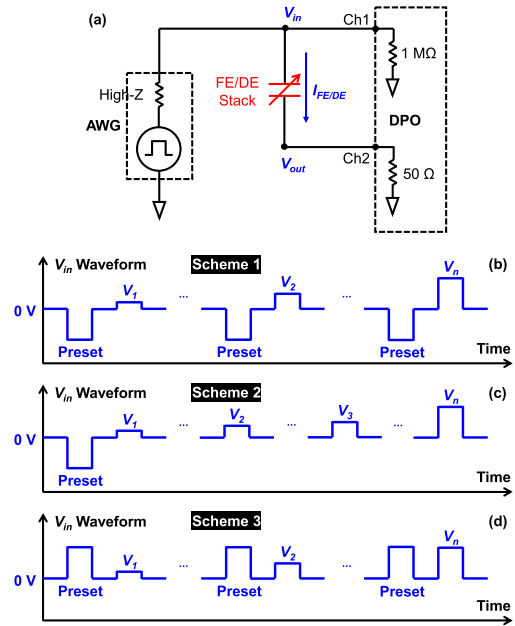 (a)
V_in
Ch1
1 MΩ
High-Z
FE/DE
Stack
I_FE/DE
AWG
DPO
V_out
Ch2
50 Ω
V_in Waveform
Scheme 1
(b)
0 V
V_1
...
V_2
...
V_n
Preset
Preset
Preset
Time
V_in Waveform
Scheme 2
(c)
0 V
V_1
...
V_2
...
V_3
...
V_n
Preset
Time
V_in Waveform
Scheme 3
(d)
0 V
V_1
...
V_2
...
V_n
Preset
Preset
Preset
Time